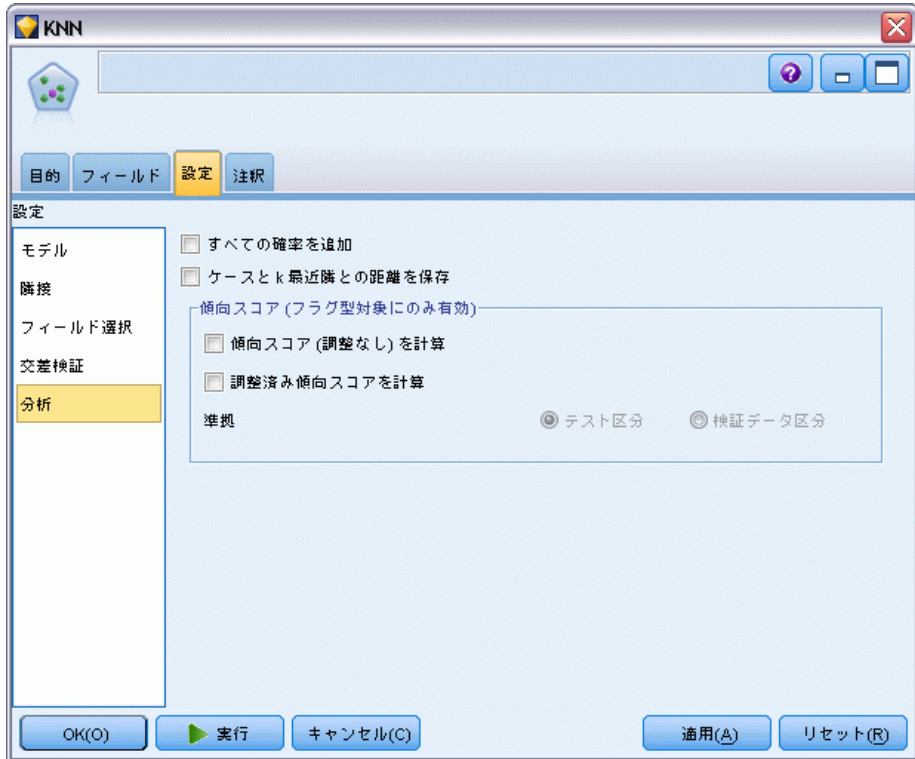 KNN
目的 フィールド 設定 注釈
設定
モデル
隣接
フィールド選択
交差検証
分析
すべての確率を追加
ケースと k 最近隣との距離を保存
傾向スコア (フラグ型対象にのみ有効)
傾向スコア (調整なし) を計算
調整済み傾向スコアを計算
準拠 テスト区分 検証データ区分
OK(O) 実行 キャンセル(C) 適用(A) リセット(R)